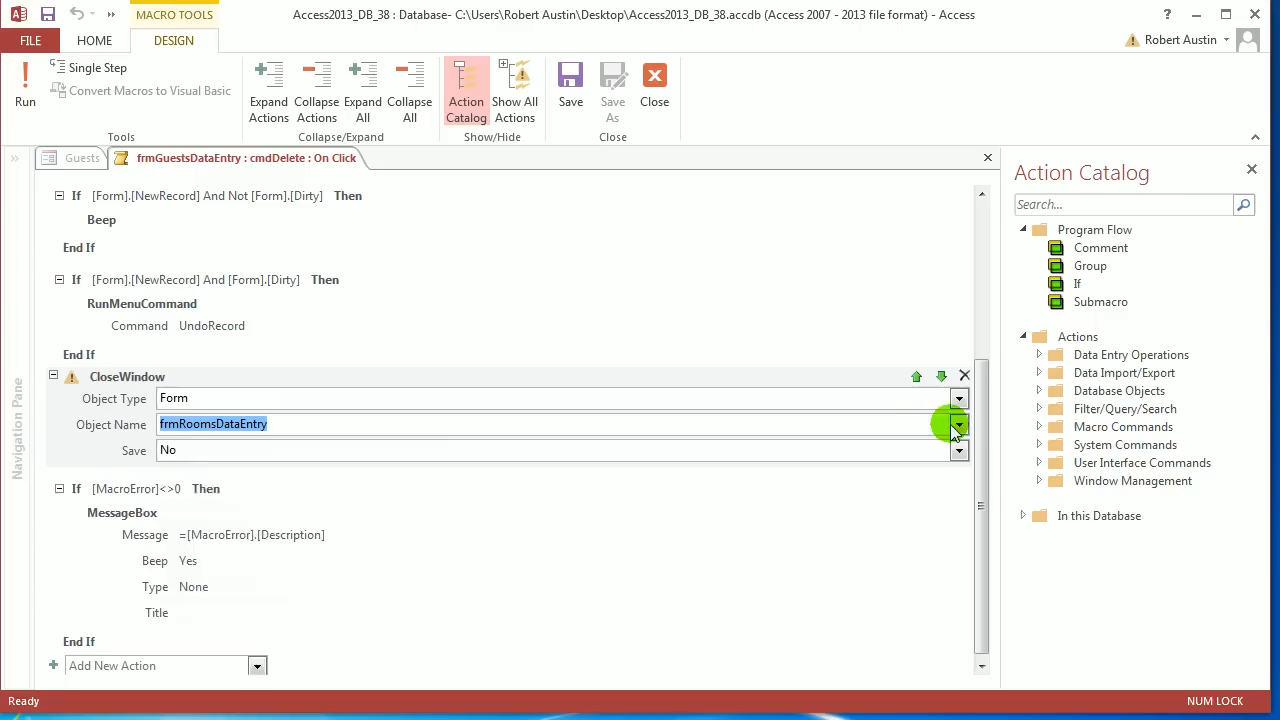 MACRO TOOLS
Access2013_DB_38 : Database- C:\Users\Robert Austin\Desktop\Access2013_DB_38.accdb (Access 2007 - 2013 file format) - Access
FILE HOME DESIGN
Robert Austin
Run
Single Step
Convert Macros to Visual Basic
Tools
Expand Actions
Collapse Actions
Expand All
Collapse All
Collapse/Expand
Action Catalog
Show All Actions
Show/Hide
Save
Save As
Close
Close
Guests
frmGuestsDataEntry : cmdDelete : On Click
Navigation Pane
If [Form].[NewRecord] And Not [Form].[Dirty] Then
Beep
End If
If [Form].[NewRecord] And [Form].[Dirty] Then
RunMenuCommand
Command UndoRecord
End If
CloseWindow
Object Type Form
Object Name frmRoomsDataEntry
Save No
If [MacroError]<>0 Then
MessageBox
Message =[MacroError].[Description]
Beep Yes
Type None
Title
End If
Add New Action
Action Catalog
Search...
Program Flow
Comment
Group
If
Submacro
Actions
Data Entry Operations
Data Import/Export
Database Objects
Filter/Query/Search
Macro Commands
System Commands
User Interface Commands
Window Management
In this Database
Ready
NUM LOCK